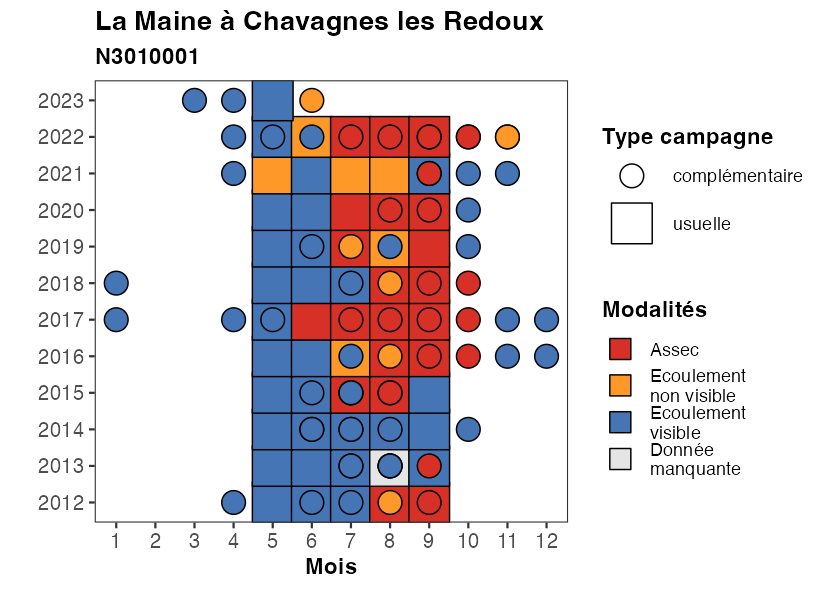 La Maine à Chavagnes les Redoux
N3010001
2023
2022
2021
2020
2019
2018
2017
2016
2015
2014
2013
2012
1 2 3 4 5 6 7 8 9 10 11 12
Mois
Type campagne
complémentaire
usuelle
Modalités
Assec
Ecoulement
non visible
Ecoulement
visible
Donnée
manquante